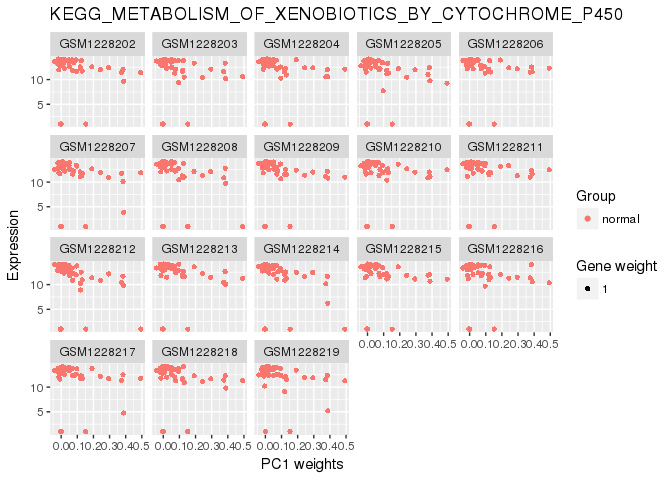 KEGG_METABOLISM_OF_XENOBIOTICS_BY_CYTOCHROME_P450
GSM1228202 GSM1228203 GSM1228204 GSM1228205 GSM1228206
10
5
GSM1228207 GSM1228208 GSM1228209 GSM1228210 GSM1228211
10
5
GSM1228212 GSM1228213 GSM1228214 GSM1228215 GSM1228216
10
5
0.00.10.20.30.40.5 0.00.10.20.30.40.5
GSM1228217 GSM1228218 GSM1228219
10
5
0.00.10.20.30.40.5 0.00.10.20.30.40.5 0.00.10.20.30.40.5
PC1 weights
Expression
Group
normal
Gene weight
1